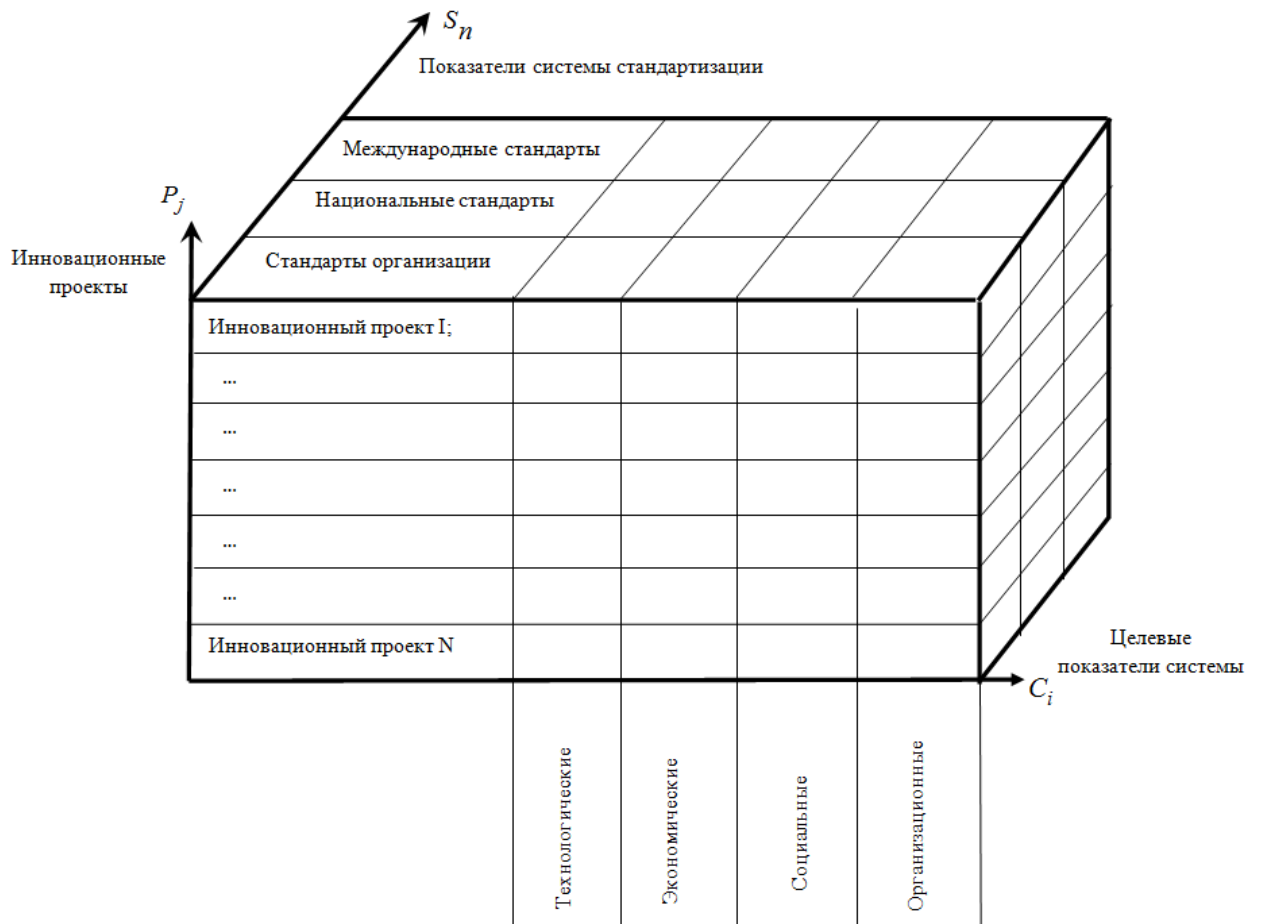 S_n
Показатели системы стандартизации
Международные стандарты
P_j
Национальные стандарты
Инновационные
проекты
Стандарты организации
Инновационный проект I;
...
...
...
...
...
Инновационный проект N
Целевые
показатели системы
C_i
Технологические
Экономические
Социальные
Организационные